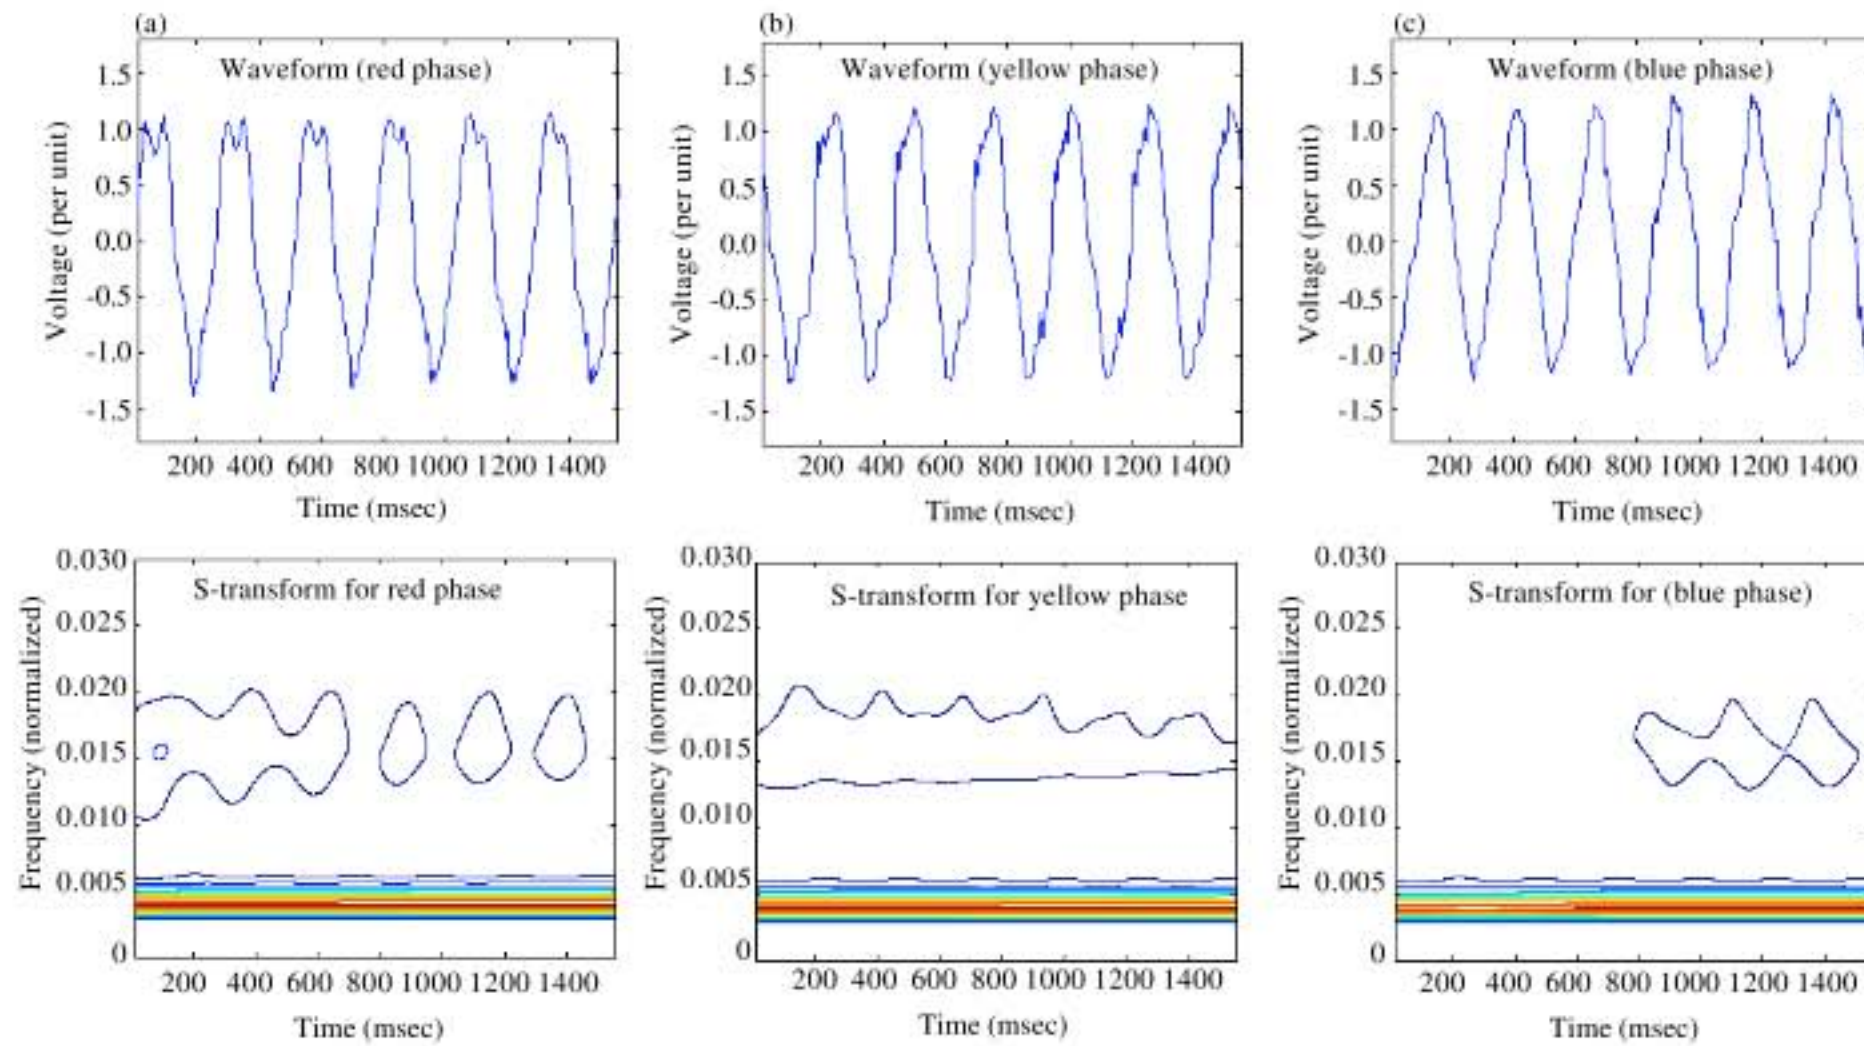 (a)
Waveform (red phase)
Voltage (per unit)
1.5
1.0
0.5
0.0
-0.5
-1.0
-1.5
200 400 600 800 1000 1200 1400
Time (msec)
(b)
Waveform (yellow phase)
Voltage (per unit)
1.5
1.0
0.5
0.0
-0.5
-1.0
-1.5
200 400 600 800 1000 1200 1400
Time (msec)
(c)
Waveform (blue phase)
Voltage (per unit)
1.5
1.0
0.5
0.0
-0.5
-1.0
-1.5
200 400 600 800 1000 1200 1400
Time (msec)
S-transform for red phase
Frequency (normalized)
0.030
0.025
0.020
0.015
0.010
0.005
0
200 400 600 800 1000 1200 1400
Time (msec)
S-transform for yellow phase
Frequency (normalized)
0.030
0.025
0.020
0.015
0.010
0.005
0
200 400 600 800 1000 1200 1400
Time (msec)
S-transform for (blue phase)
Frequency (normalized)
0.030
0.025
0.020
0.015
0.010
0.005
0
200 400 600 800 1000 1200 1400
Time (msec)